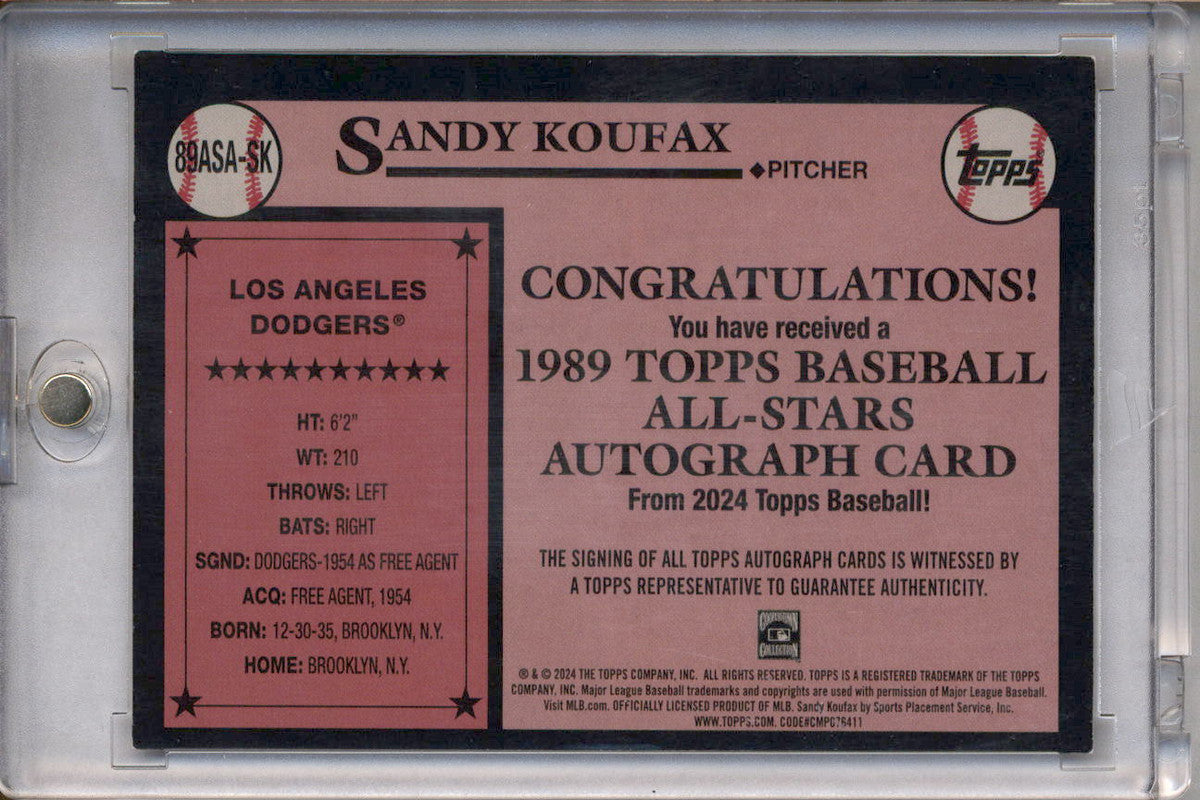 89ASA-SK
SANDY KOUFAX
◆PITCHER
TOPPS
LOS ANGELES
DODGERS®
★★★★★★★★★★
HT: 6'2"
WT: 210
THROWS: LEFT
BATS: RIGHT
SGND: DODGERS-1954 AS FREE AGENT
ACQ: FREE AGENT, 1954
BORN: 12-30-35, BROOKLYN, N.Y.
HOME: BROOKLYN, N.Y.
CONGRATULATIONS!
You have received a
1989 TOPPS BASEBALL
ALL-STARS
AUTOGRAPH CARD
From 2024 Topps Baseball!
THE SIGNING OF ALL TOPPS AUTOGRAPH CARDS IS WITNESSED BY
A TOPPS REPRESENTATIVE TO GUARANTEE AUTHENTICITY.
COOPERSTOWN
COLLECTION
® & © 2024 THE TOPPS COMPANY, INC. ALL RIGHTS RESERVED. TOPPS IS A REGISTERED TRADEMARK OF THE TOPPS
COMPANY, INC. Major League Baseball trademarks and copyrights are used with permission of Major League Baseball.
Visit MLB.com. OFFICIALLY LICENSED PRODUCT OF MLB. Sandy Koufax by Sports Placement Service, Inc.
WWW.TOPPS.COM. CODE#CMPC76411